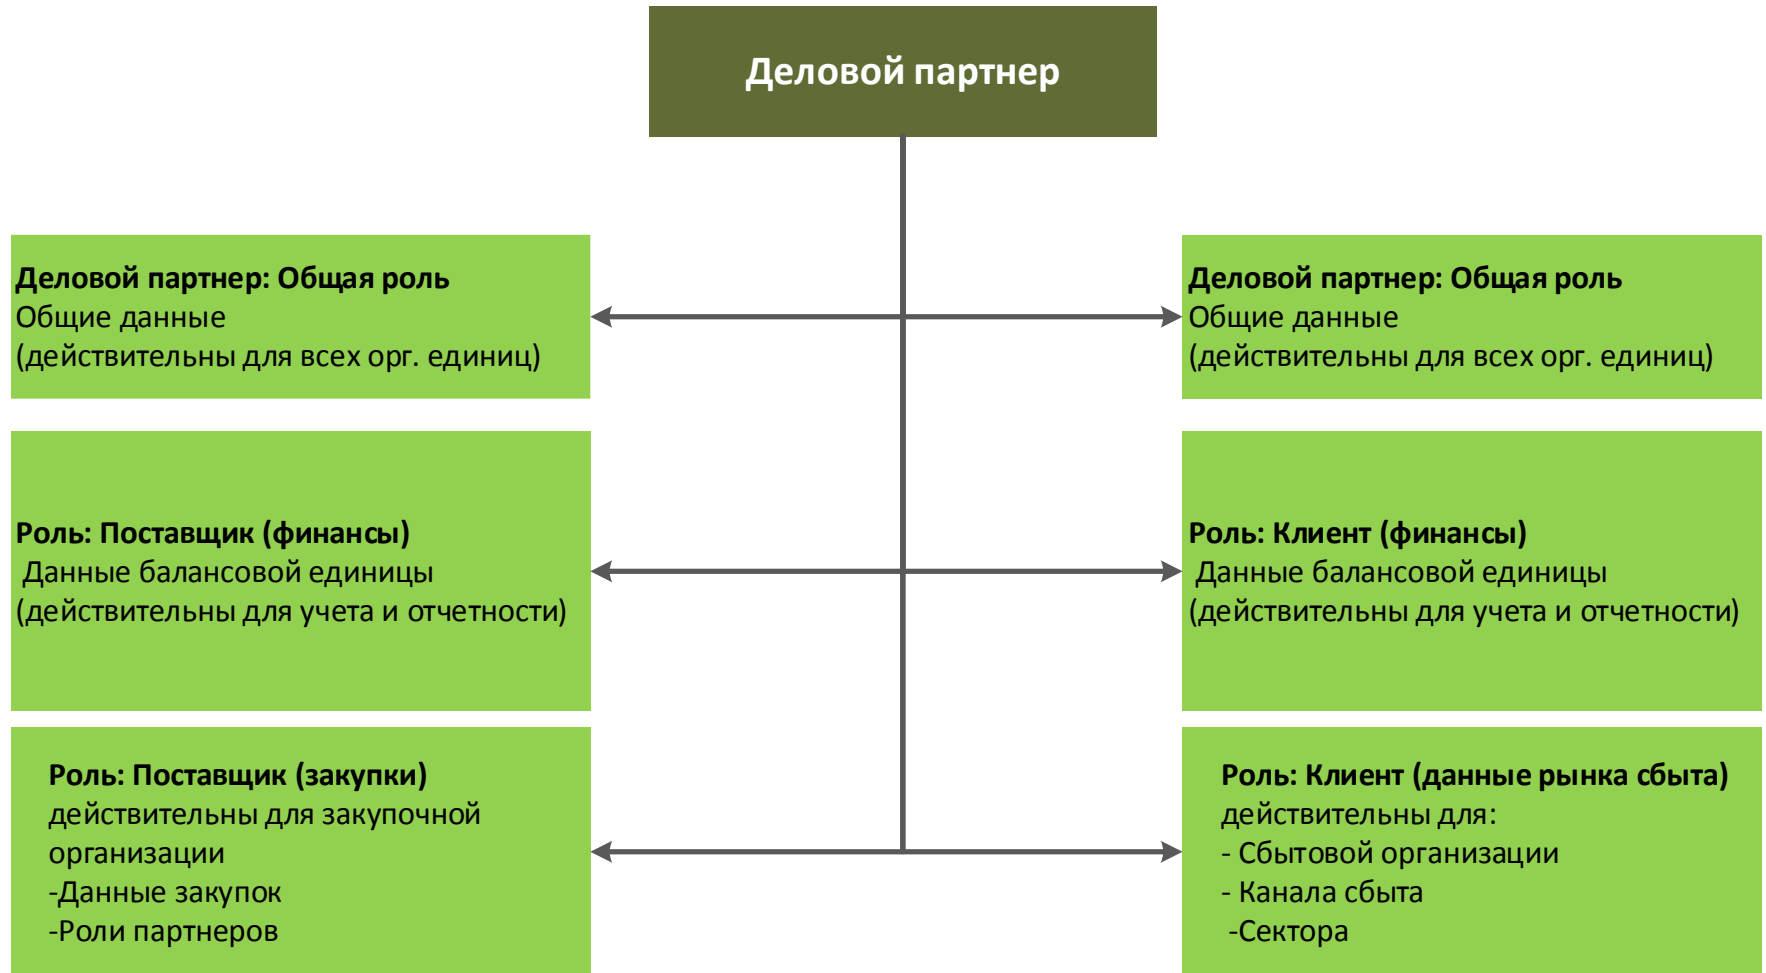 Деловой партнер
Деловой партнер: Общая роль
Общие данные
(действительны для всех орг. единиц)
Деловой партнер: Общая роль
Общие данные
(действительны для всех орг. единиц)
Роль: Поставщик (финансы)
Данные балансовой единицы
(действительны для учета и отчетности)
Роль: Клиент (финансы)
Данные балансовой единицы
(действительны для учета и отчетности)
Роль: Поставщик (закупки)
действительны для закупочной
организации
-Данные закупок
-Роли партнеров
Роль: Клиент (данные рынка сбыта)
действительны для:
- Сбытовой организации
- Канала сбыта
-Сектора